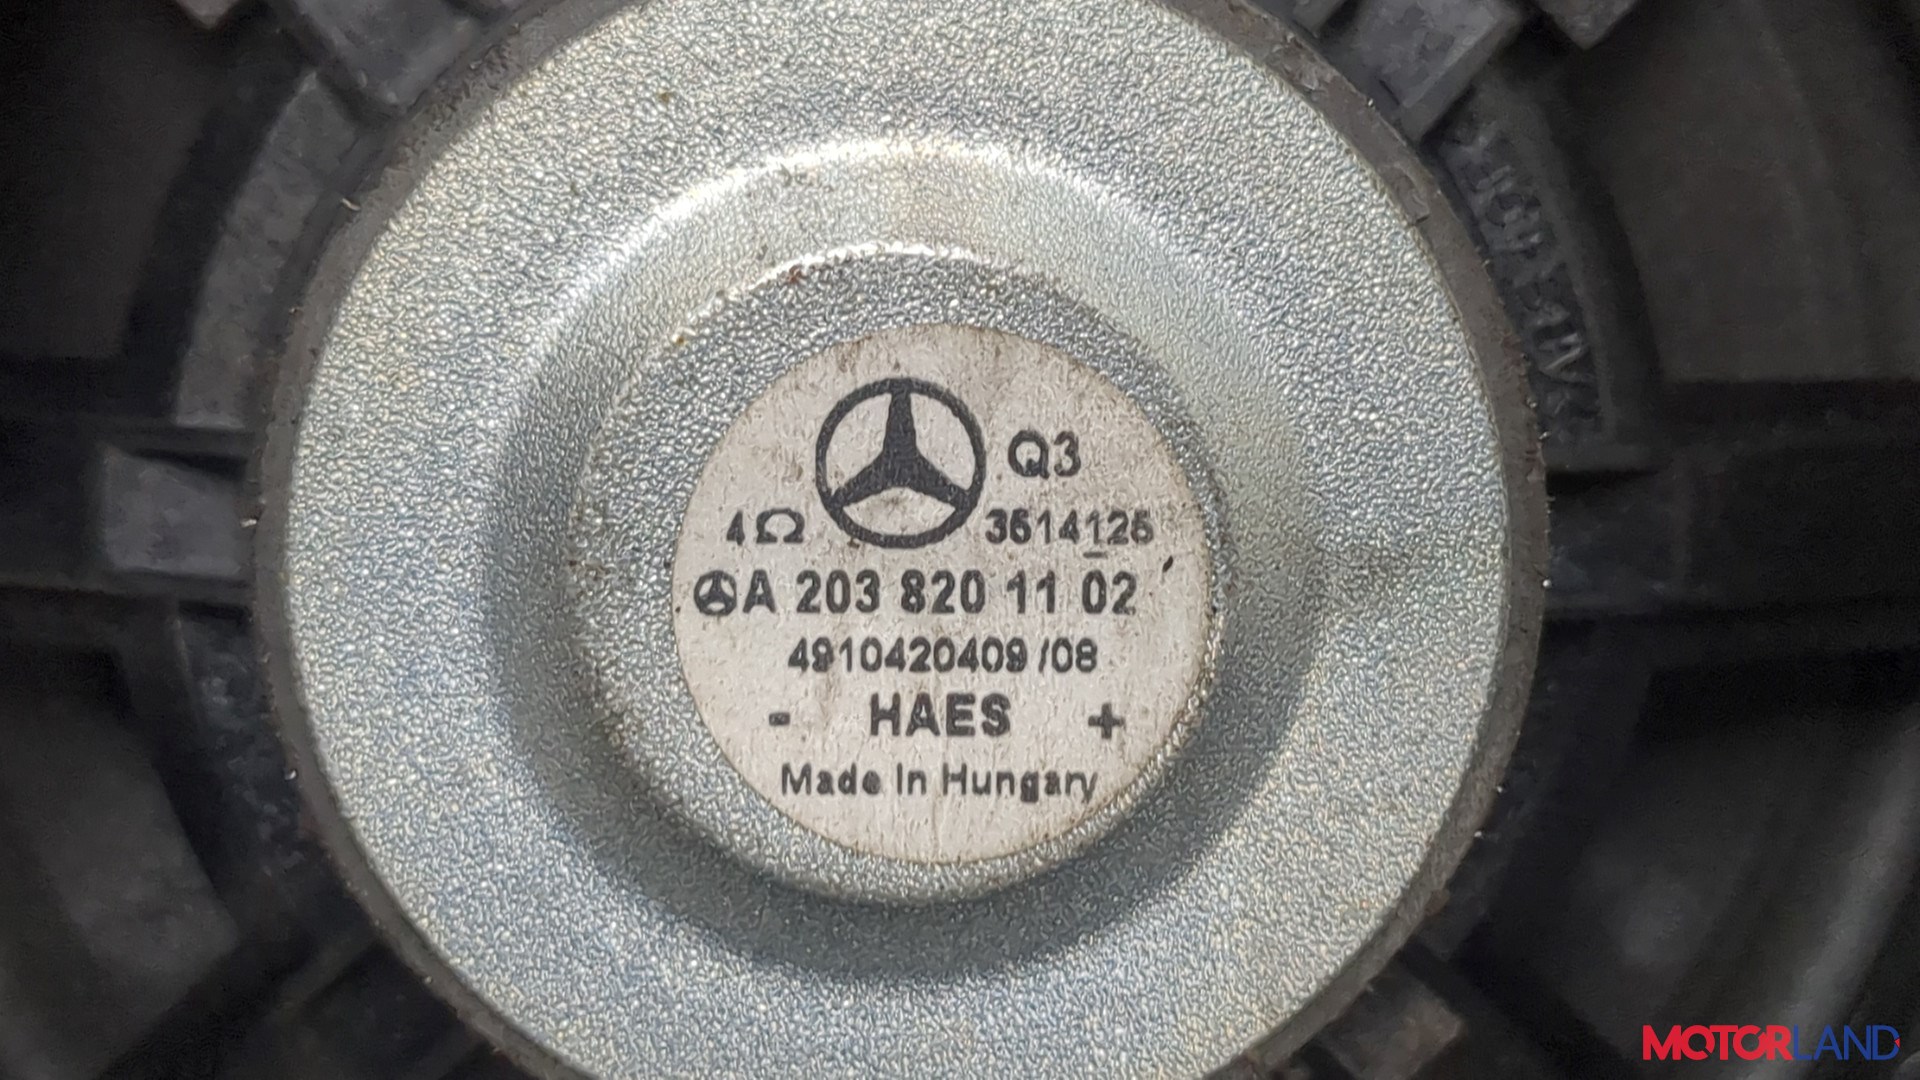 Q3
4Ω 3514125
A 203 820 11 02
4910420409 /08
- HAES +
Made In Hungary
MOTORLAND